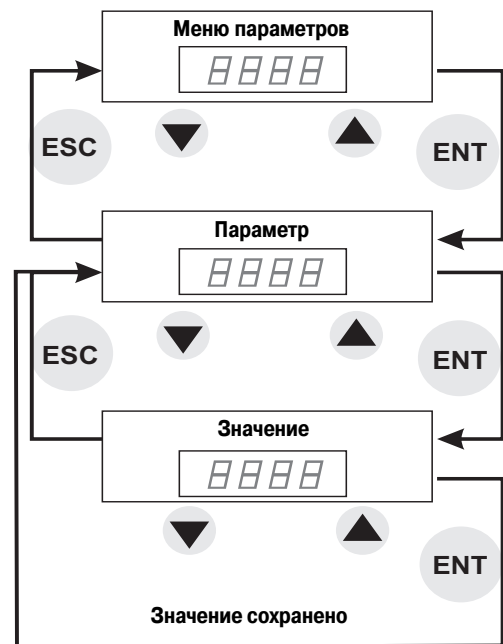 Меню параметров
8888
ESC
ENT
Параметр
8888
ESC
ENT
Значение
8888
ENT
Значение сохранено